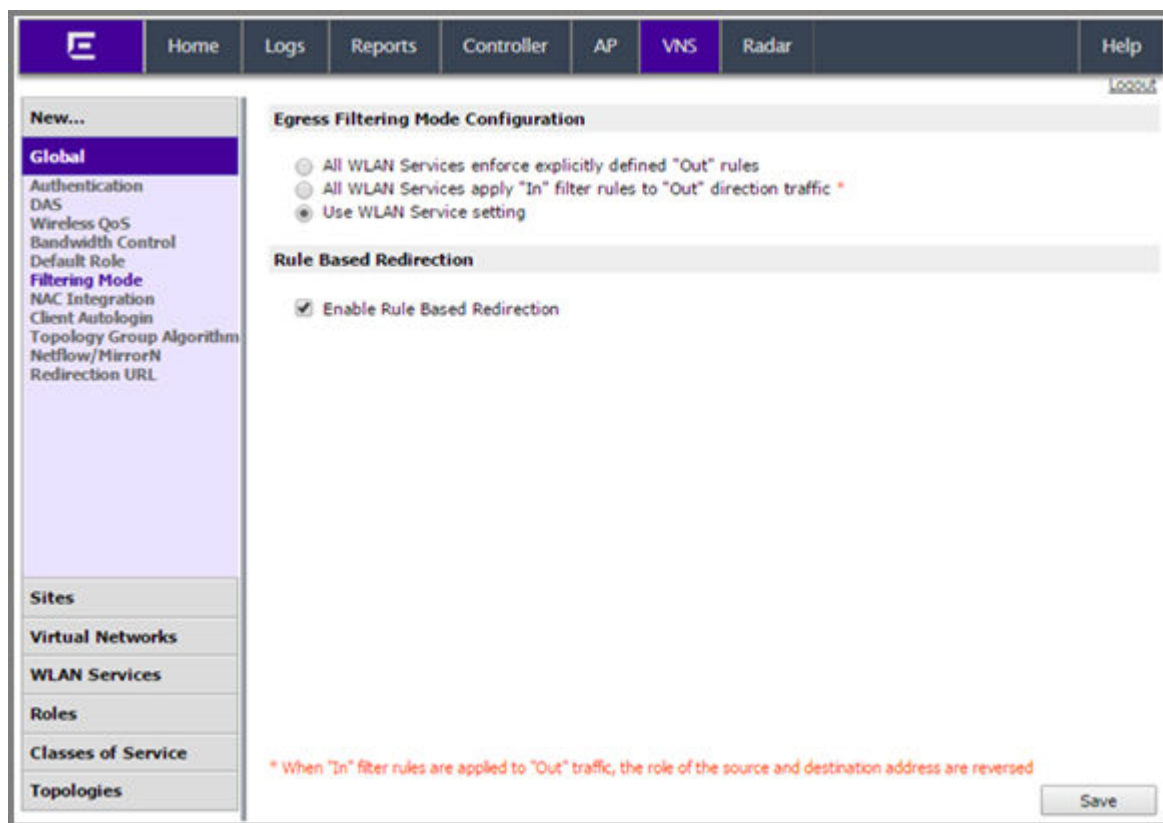 E
Home
Logs
Reports
Controller
AP
VNS
Radar
Help
Logout
New...
Global
Authentication
DAS
Wireless QoS
Bandwidth Control
Default Role
Filtering Mode
NAC Integration
Client Autologin
Topology Group Algorithm
Netflow/MirrorN
Redirection URL
Sites
Virtual Networks
WLAN Services
Roles
Classes of Service
Topologies
Egress Filtering Mode Configuration
All WLAN Services enforce explicitly defined "Out" rules
All WLAN Services apply "In" filter rules to "Out" direction traffic *
Use WLAN Service setting
Rule Based Redirection
Enable Rule Based Redirection
* When "In" filter rules are applied to "Out" traffic, the role of the source and destination address are reversed
Save